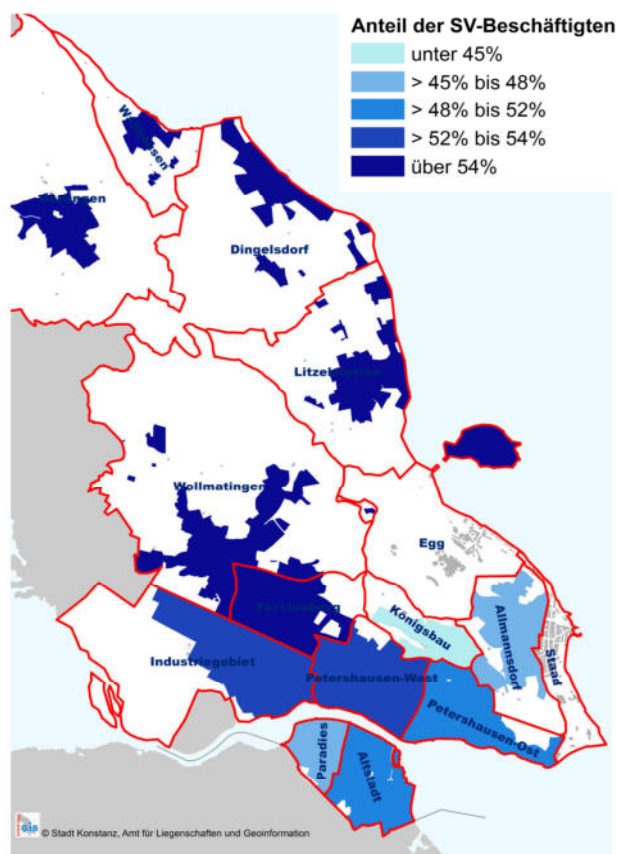 Anteil der SV-Beschäftigten
unter 45%
> 45% bis 48%
> 48% bis 52%
> 52% bis 54%
über 54%
Dingelsdorf
Wollmatingen
Egg
Königsbau
Allmannsdorf
Staad
Industriegebiet
Petershausen-West
Petershausen-Ost
Paradies
Altstadt
GIS
© Stadt Konstanz, Amt für Liegenschaften und Geoinformation